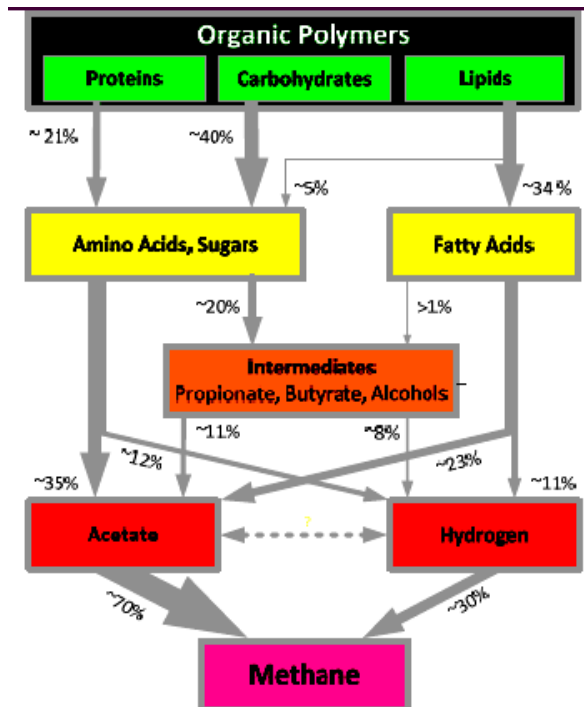 Organic Polymers
Proteins Carbohydrates Lipids
~ 21% ~40% ~5% ~34 %
Amino Acids, Sugars Fatty Acids
~20% >1%
Intermediates
Propionate, Butyrate, Alcohols
~11% ~8%
~12% ~23%
~35% ~11%
Acetate ? Hydrogen
~70% ~30%
Methane